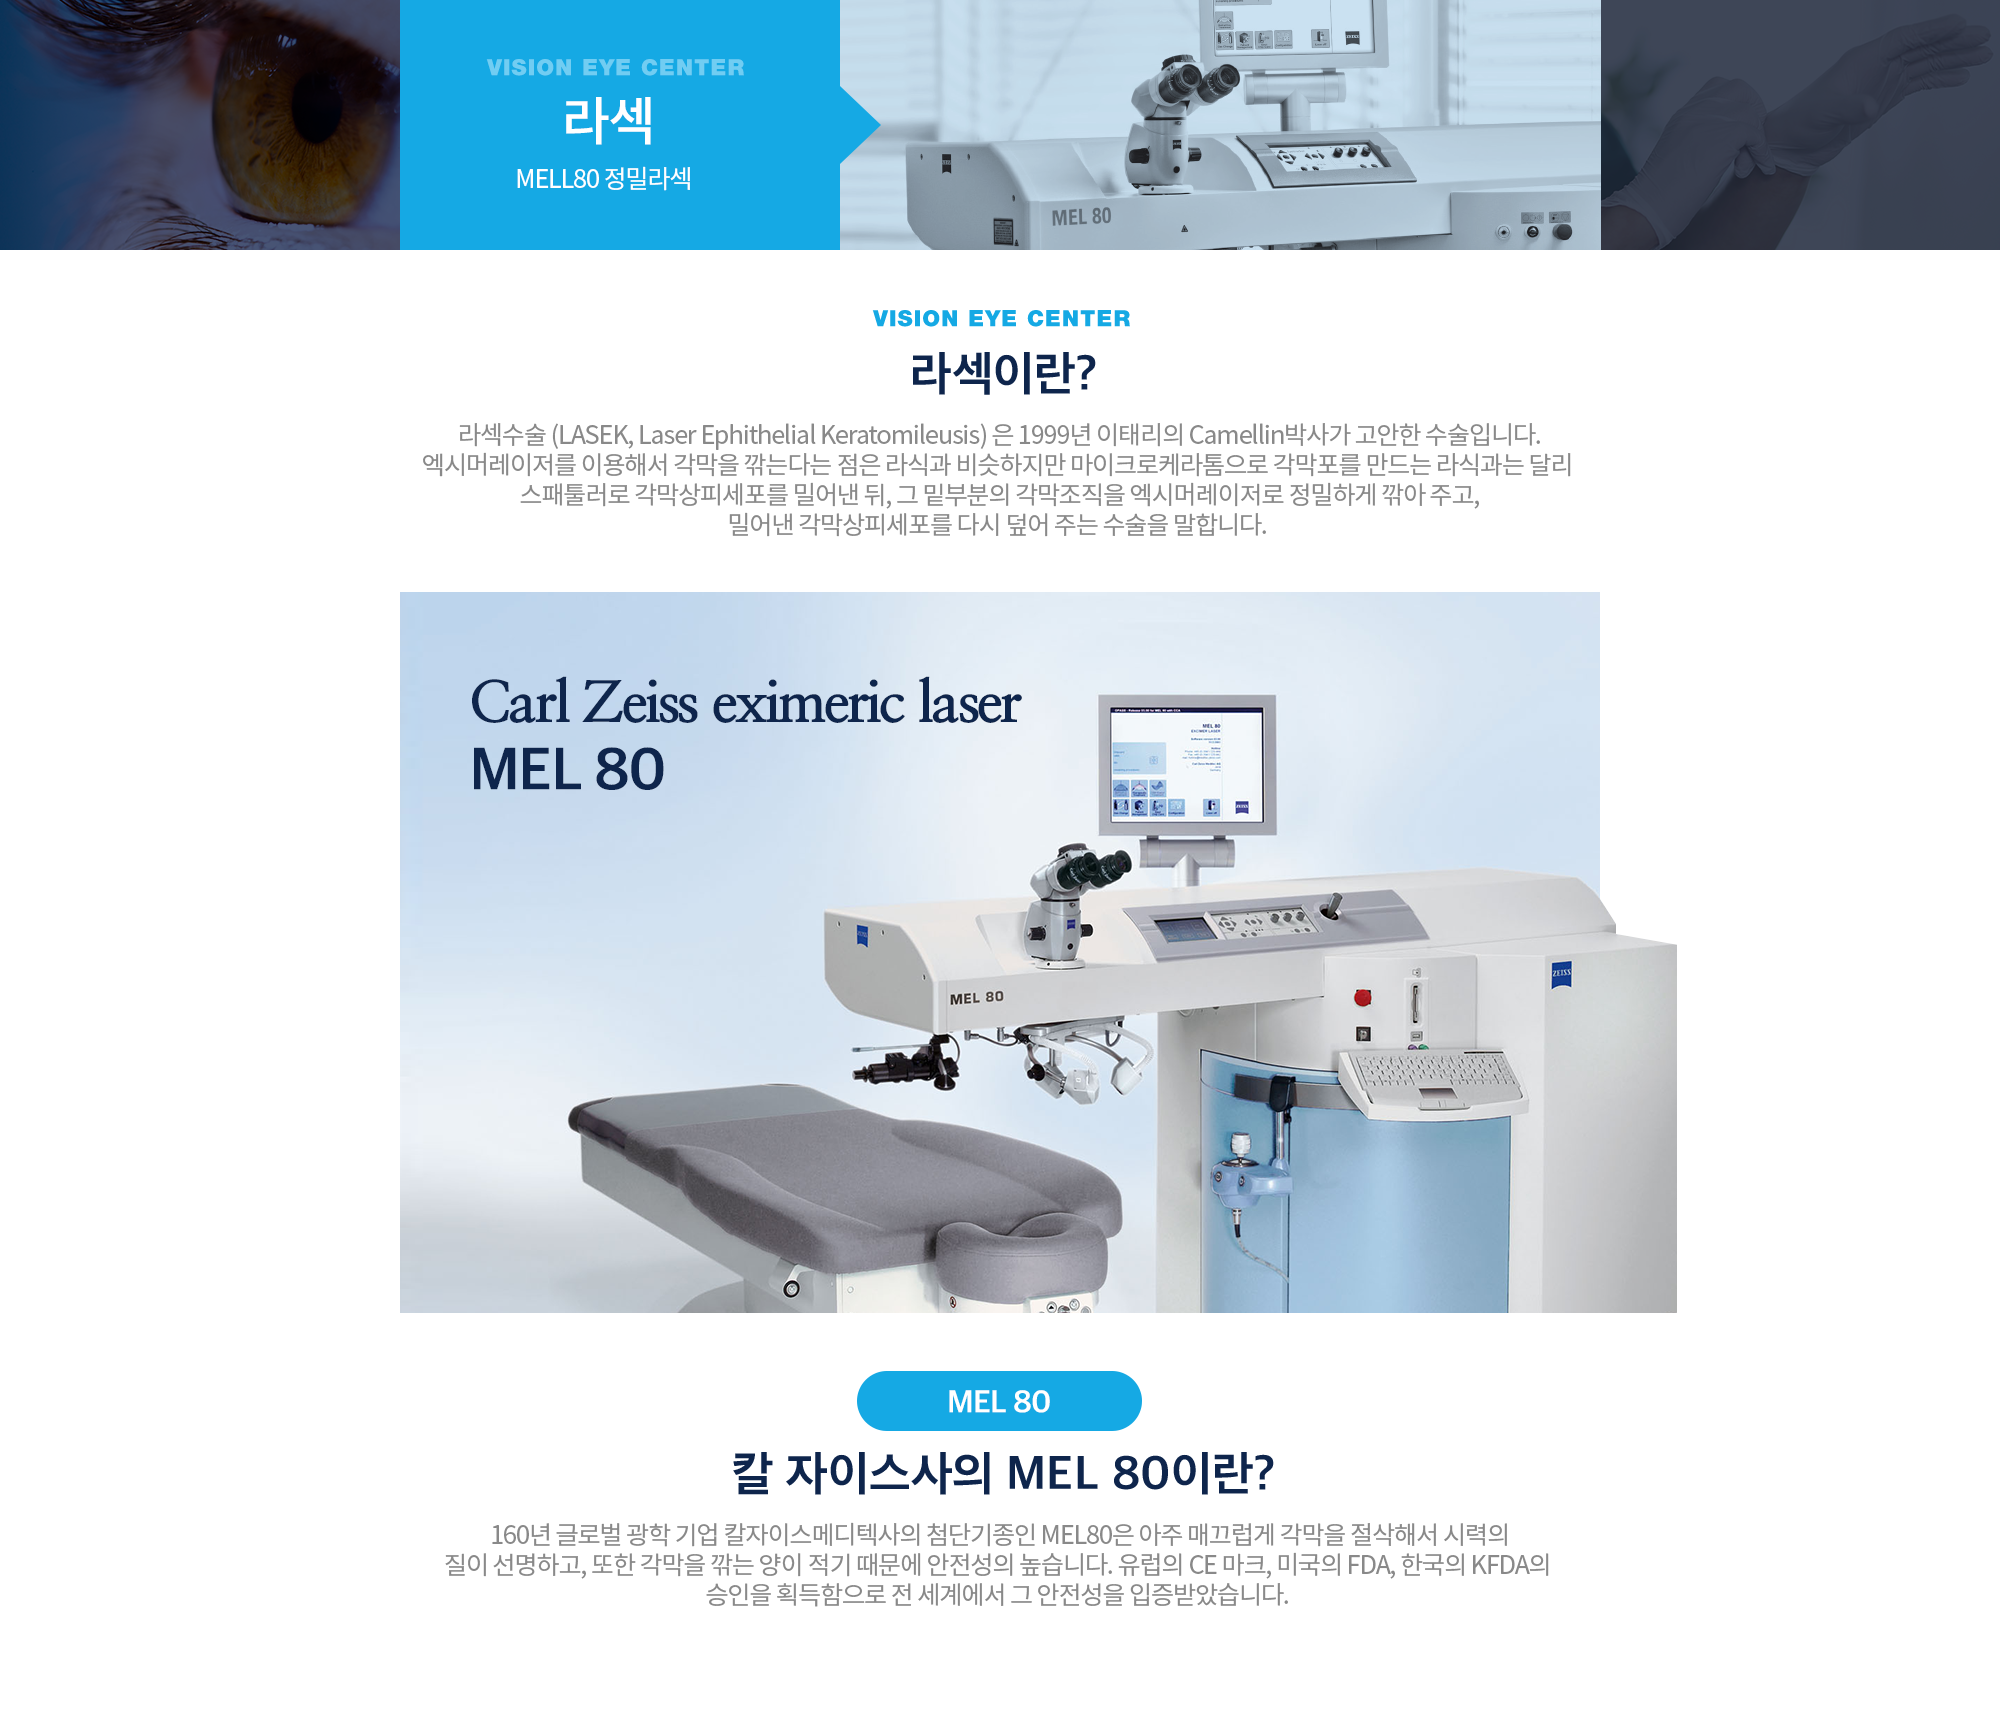 VISION EYE CENTER
라섹
MELL80 정밀라섹
ZEISS
MEL 80
VISION EYE CENTER
라섹이란?
라섹수술 (LASEK, Laser Ephithelial Keratomileusis) 은 1999년 이태리의 Camellin박사가 고안한 수술입니다.
엑시머레이저를 이용해서 각막을 깎는다는 점은 라식과 비슷하지만 마이크로케라톰으로 각막포를 만드는 라식과는 달리
스패툴러로 각막상피세포를 밀어낸 뒤, 그 밑부분의 각막조직을 엑시머레이저로 정밀하게 깎아 주고,
밀어낸 각막상피세포를 다시 덮어 주는 수술을 말합니다.
Carl Zeiss eximeric laser
MEL 80
MEL 80
EXCIMER LASER
ZEISS
ZEISS
MEL 80
ZEISS
MEL 80
칼 자이스사의 MEL 80이란?
160년 글로벌 광학 기업 칼자이스메디텍사의 첨단기종인 MEL80은 아주 매끄럽게 각막을 절삭해서 시력의
질이 선명하고, 또한 각막을 깎는 양이 적기 때문에 안전성의 높습니다. 유럽의 CE 마크, 미국의 FDA, 한국의 KFDA의
승인을 획득함으로 전 세계에서 그 안전성을 입증받았습니다.